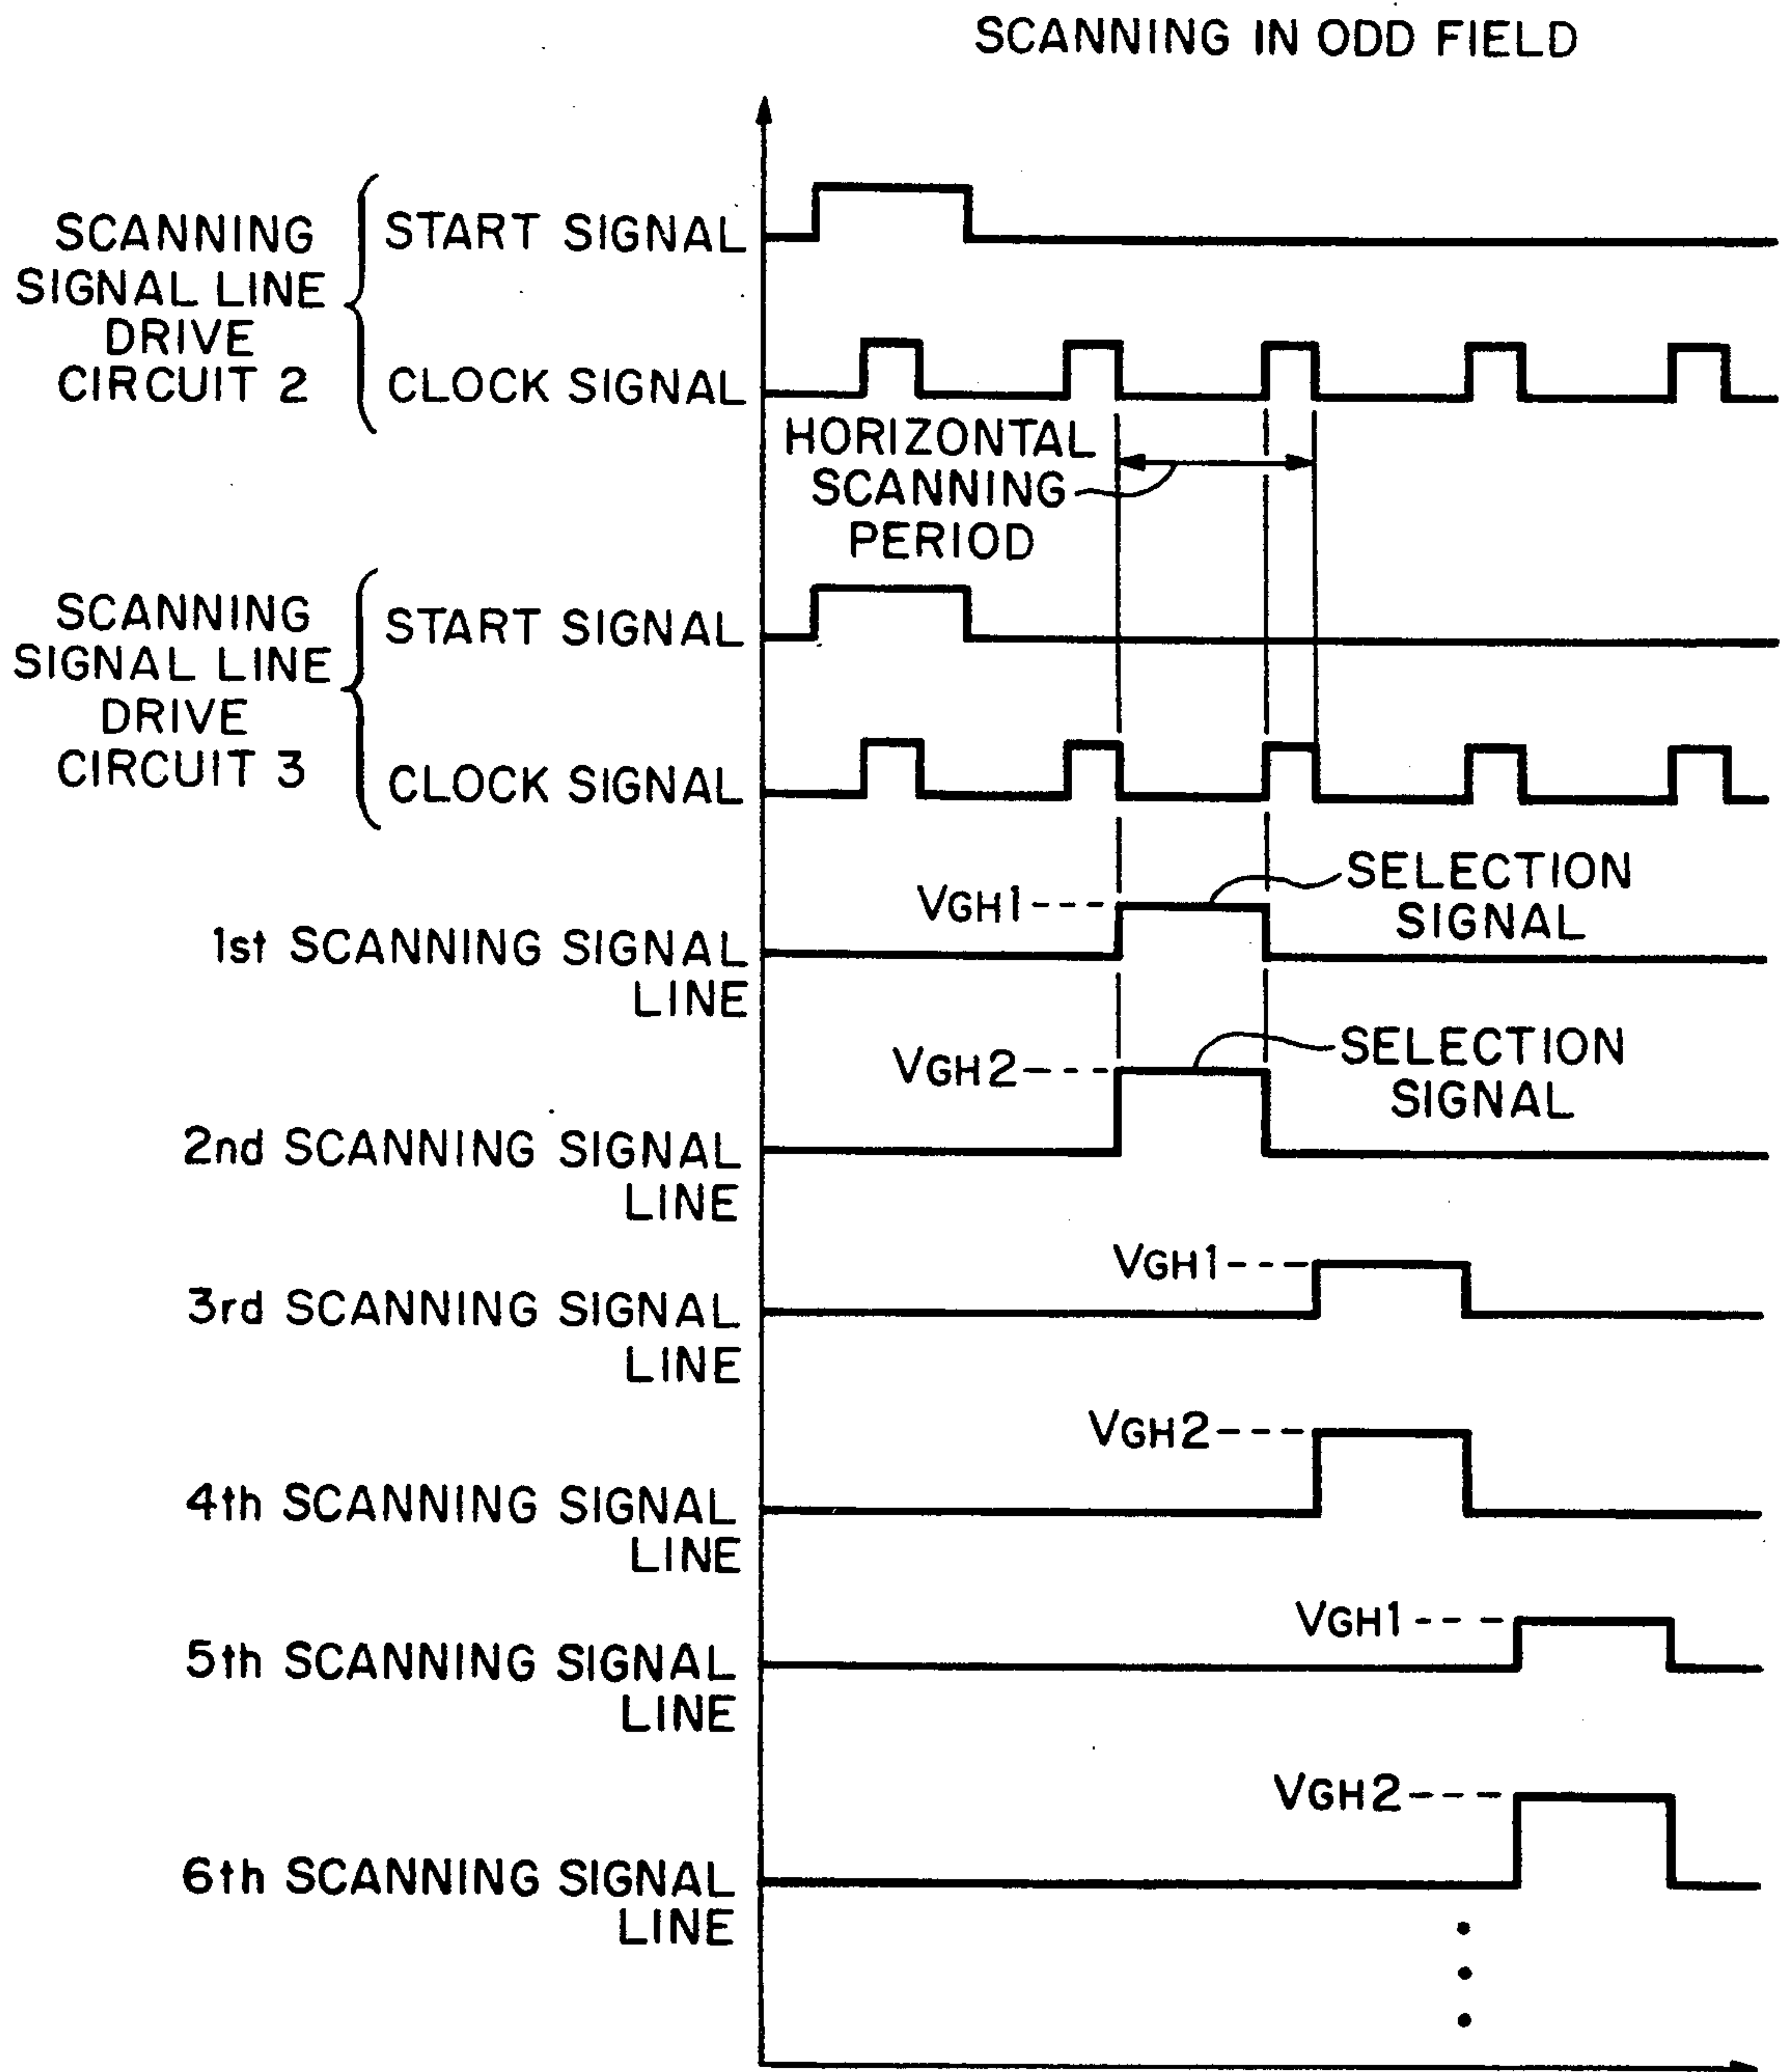 SCANNING IN ODD FIELD
SCANNING
SIGNAL LINE
DRIVE
CIRCUIT 2
START SIGNAL
CLOCK SIGNAL
HORIZONTAL
SCANNING
PERIOD
SCANNING
SIGNAL LINE
DRIVE
CIRCUIT 3
START SIGNAL
CLOCK SIGNAL
VGH1
SELECTION
SIGNAL
1st SCANNING SIGNAL
LINE
VGH2
SELECTION
SIGNAL
2nd SCANNING SIGNAL
LINE
VGH1
3rd SCANNING SIGNAL
LINE
VGH2
4th SCANNING SIGNAL
LINE
VGH1
5th SCANNING SIGNAL
LINE
VGH2
6th SCANNING SIGNAL
LINE